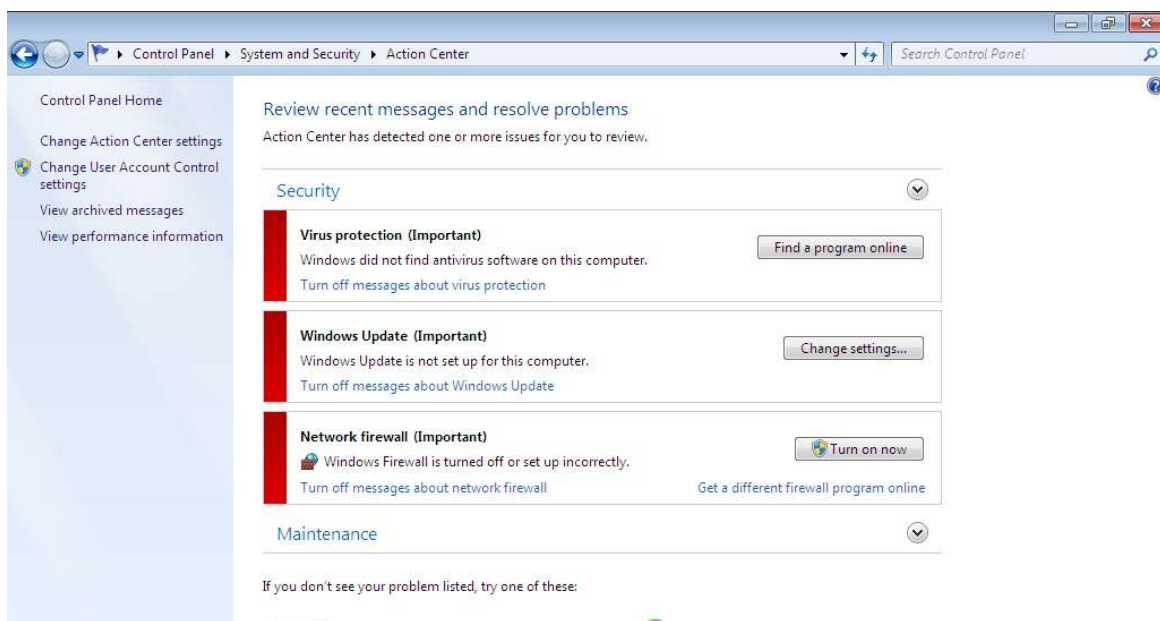 Control Panel ▸ System and Security ▸ Action Center
Search Control Panel
Control Panel Home
Change Action Center settings
Change User Account Control
settings
View archived messages
View performance information
Review recent messages and resolve problems
Action Center has detected one or more issues for you to review.
Security
Virus protection (Important)
Find a program online
Windows did not find antivirus software on this computer.
Turn off messages about virus protection
Windows Update (Important)
Change settings...
Windows Update is not set up for this computer.
Turn off messages about Windows Update
Network firewall (Important)
Turn on now
Windows Firewall is turned off or set up incorrectly.
Turn off messages about network firewall
Get a different firewall program online
Maintenance
If you don't see your problem listed, try one of these: